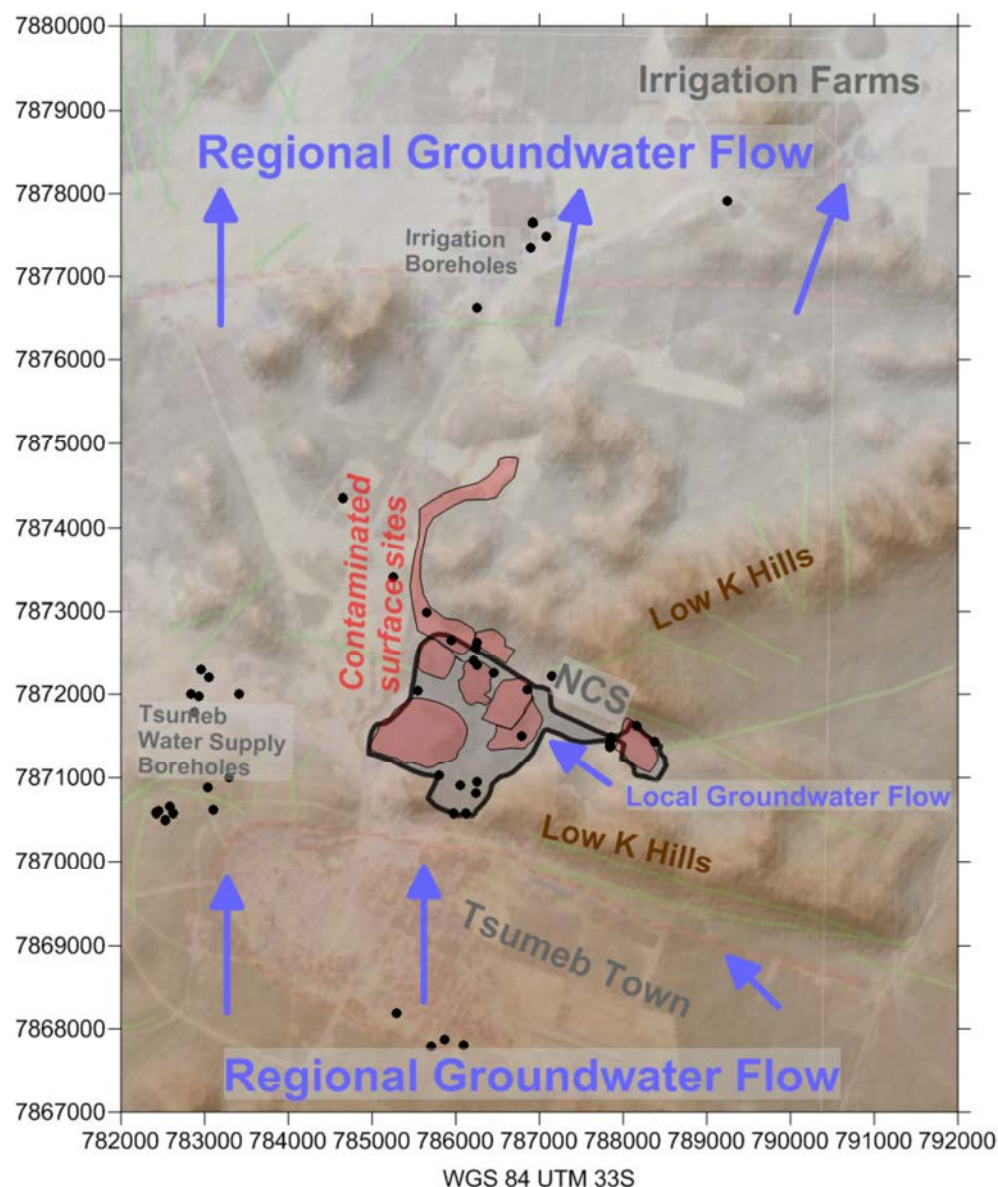 7880000
7879000
7878000
7877000
7876000
7875000
7874000
7873000
7872000
7871000
7870000
7869000
7868000
7867000
Irrigation Farms
Regional Groundwater Flow
Irrigation
Boreholes
Contaminated
surface sites
Low K Hills
NCS
Tsumeb
Water Supply
Boreholes
Local Groundwater Flow
Low K Hills
Tsumeb Town
Regional Groundwater Flow
782000 783000 784000 785000 786000 787000 788000 789000 790000 791000 792000
WGS 84 UTM 33S